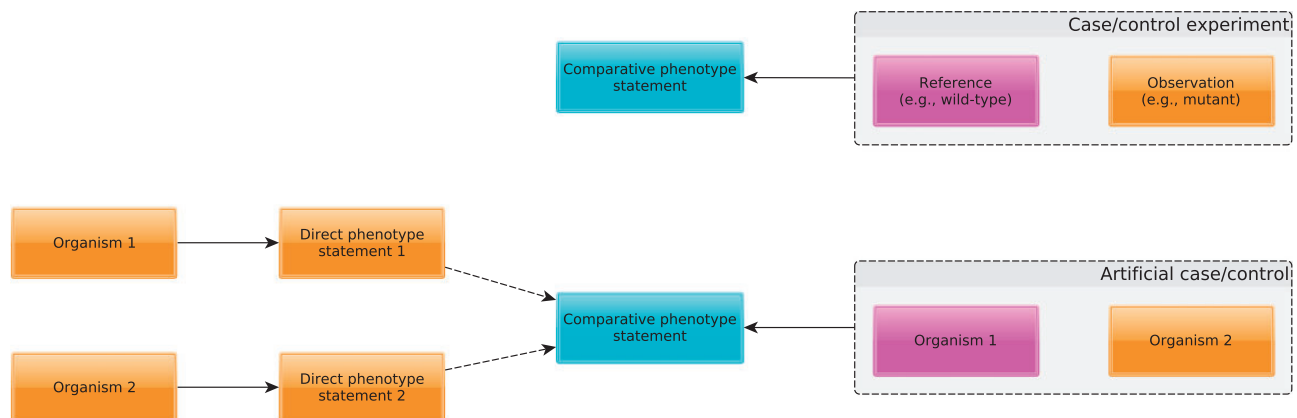 Case/control experiment
Comparative phenotype
statement
Reference
(e.g., wild-type)
Observation
(e.g., mutant)
Organism 1
Direct phenotype
statement 1
Artificial case/control
Comparative phenotype
statement
Organism 1
Organism 2
Organism 2
Direct phenotype
statement 2